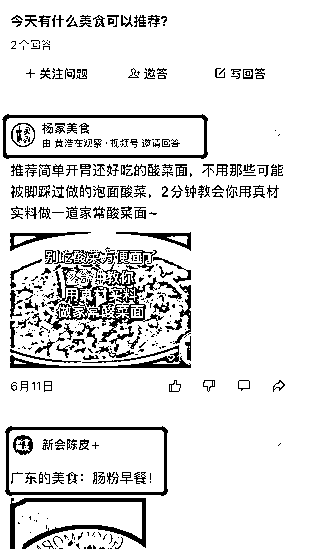 今天有什么美食可以推荐?
2个回答
+ 关注问题
邀答
写回答
杨家美食
由 黄浩在观察·视频号 邀请回答
推荐简单开胃还好吃的酸菜面，不用那些可能
被脚踩过做的泡面酸菜，2分钟教会你用真材
实料做一道家常酸菜面~
别吃酸菜方便面了
2分钟教你
用真材实料
做家常酸菜面
6月11日
新会陈皮+
广东的美食：肠粉早餐！